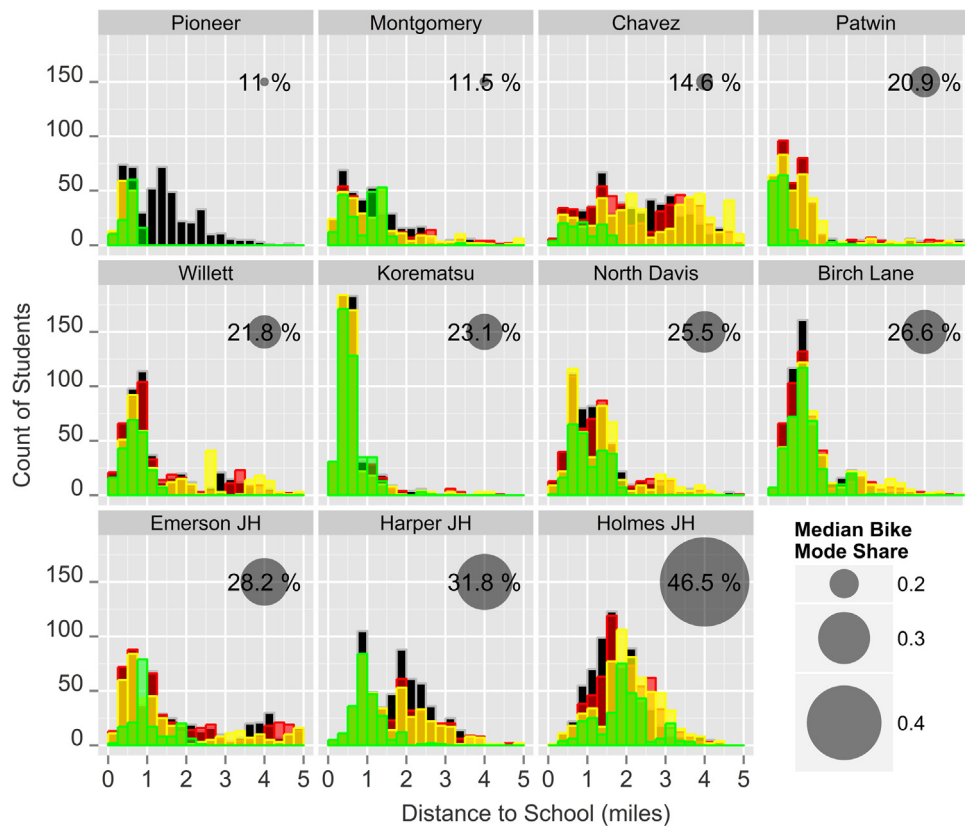 Pioneer
Montgomery
Chavez
Patwin
150
100
50
0
11 %
11.5 %
14.6 %
20.9 %
Willett
Korematsu
North Davis
Birch Lane
150
100
50
0
21.8 %
23.1 %
25.5 %
26.6 %
Count of Students
Emerson JH
Harper JH
Holmes JH
150
100
50
0
28.2 %
31.8 %
46.5 %
0 1 2 3 4 5
0 1 2 3 4 5
0 1 2 3 4 5
Distance to School (miles)
Median Bike
Mode Share
0.2
0.3
0.4